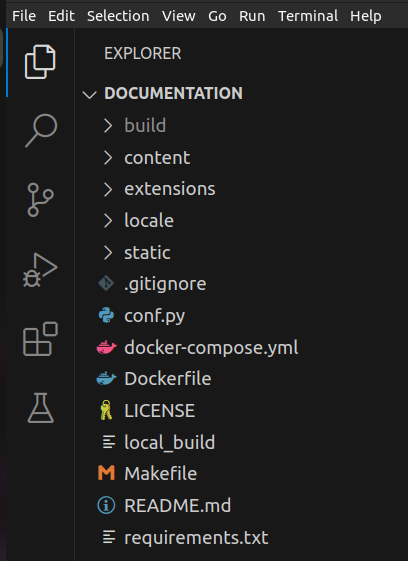 File Edit Selection View Go Run Terminal Help
EXPLORER
DOCUMENTATION
build
content
extensions
locale
static
.gitignore
conf.py
docker-compose.yml
Dockerfile
LICENSE
local_build
Makefile
README.md
requirements.txt